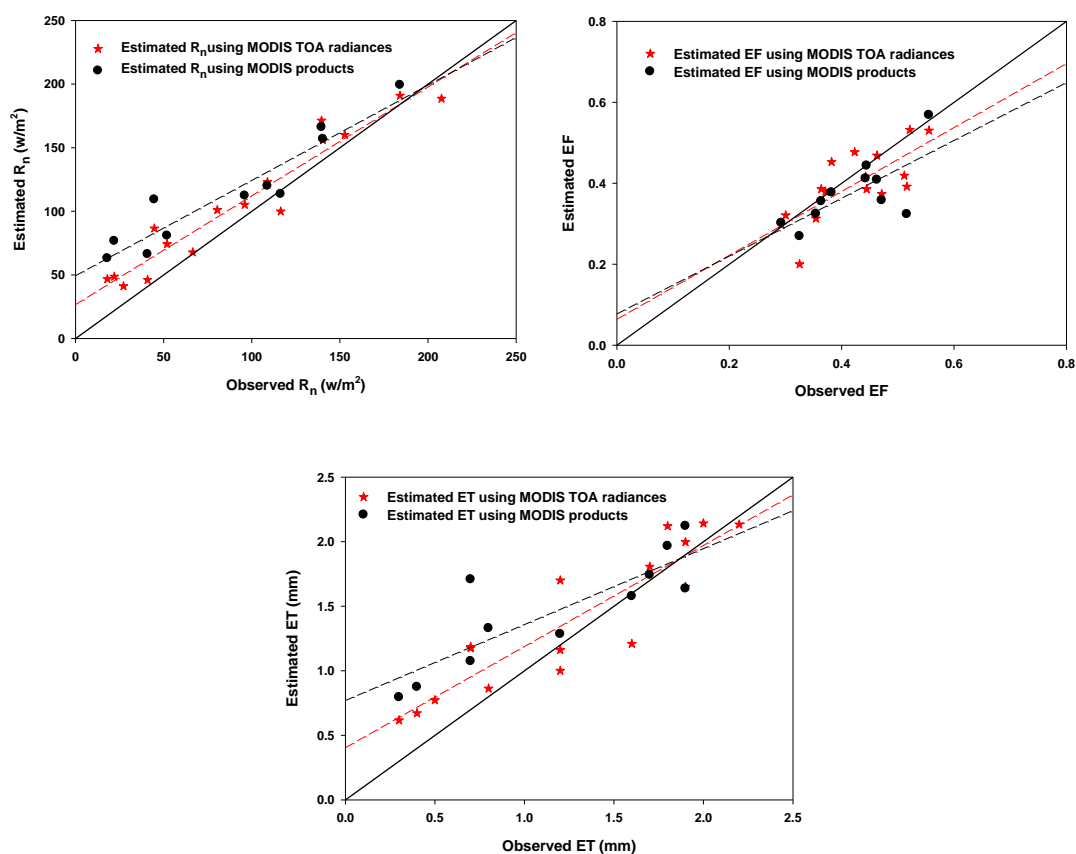 Estimated Rn using MODIS TOA radiances
Estimated Rn using MODIS products
250
200
150
100
50
0
Estimated Rn (w/m2)
0 50 100 150 200 250
Observed Rn (w/m2)
Estimated EF using MODIS TOA radiances
Estimated EF using MODIS products
0.8
0.6
0.4
0.2
0.0
Estimated EF
0.0 0.2 0.4 0.6 0.8
Observed EF
Estimated ET using MODIS TOA radiances
Estimated ET using MODIS products
2.5
2.0
1.5
1.0
0.5
0.0
Estimated ET (mm)
0.0 0.5 1.0 1.5 2.0 2.5
Observed ET (mm)